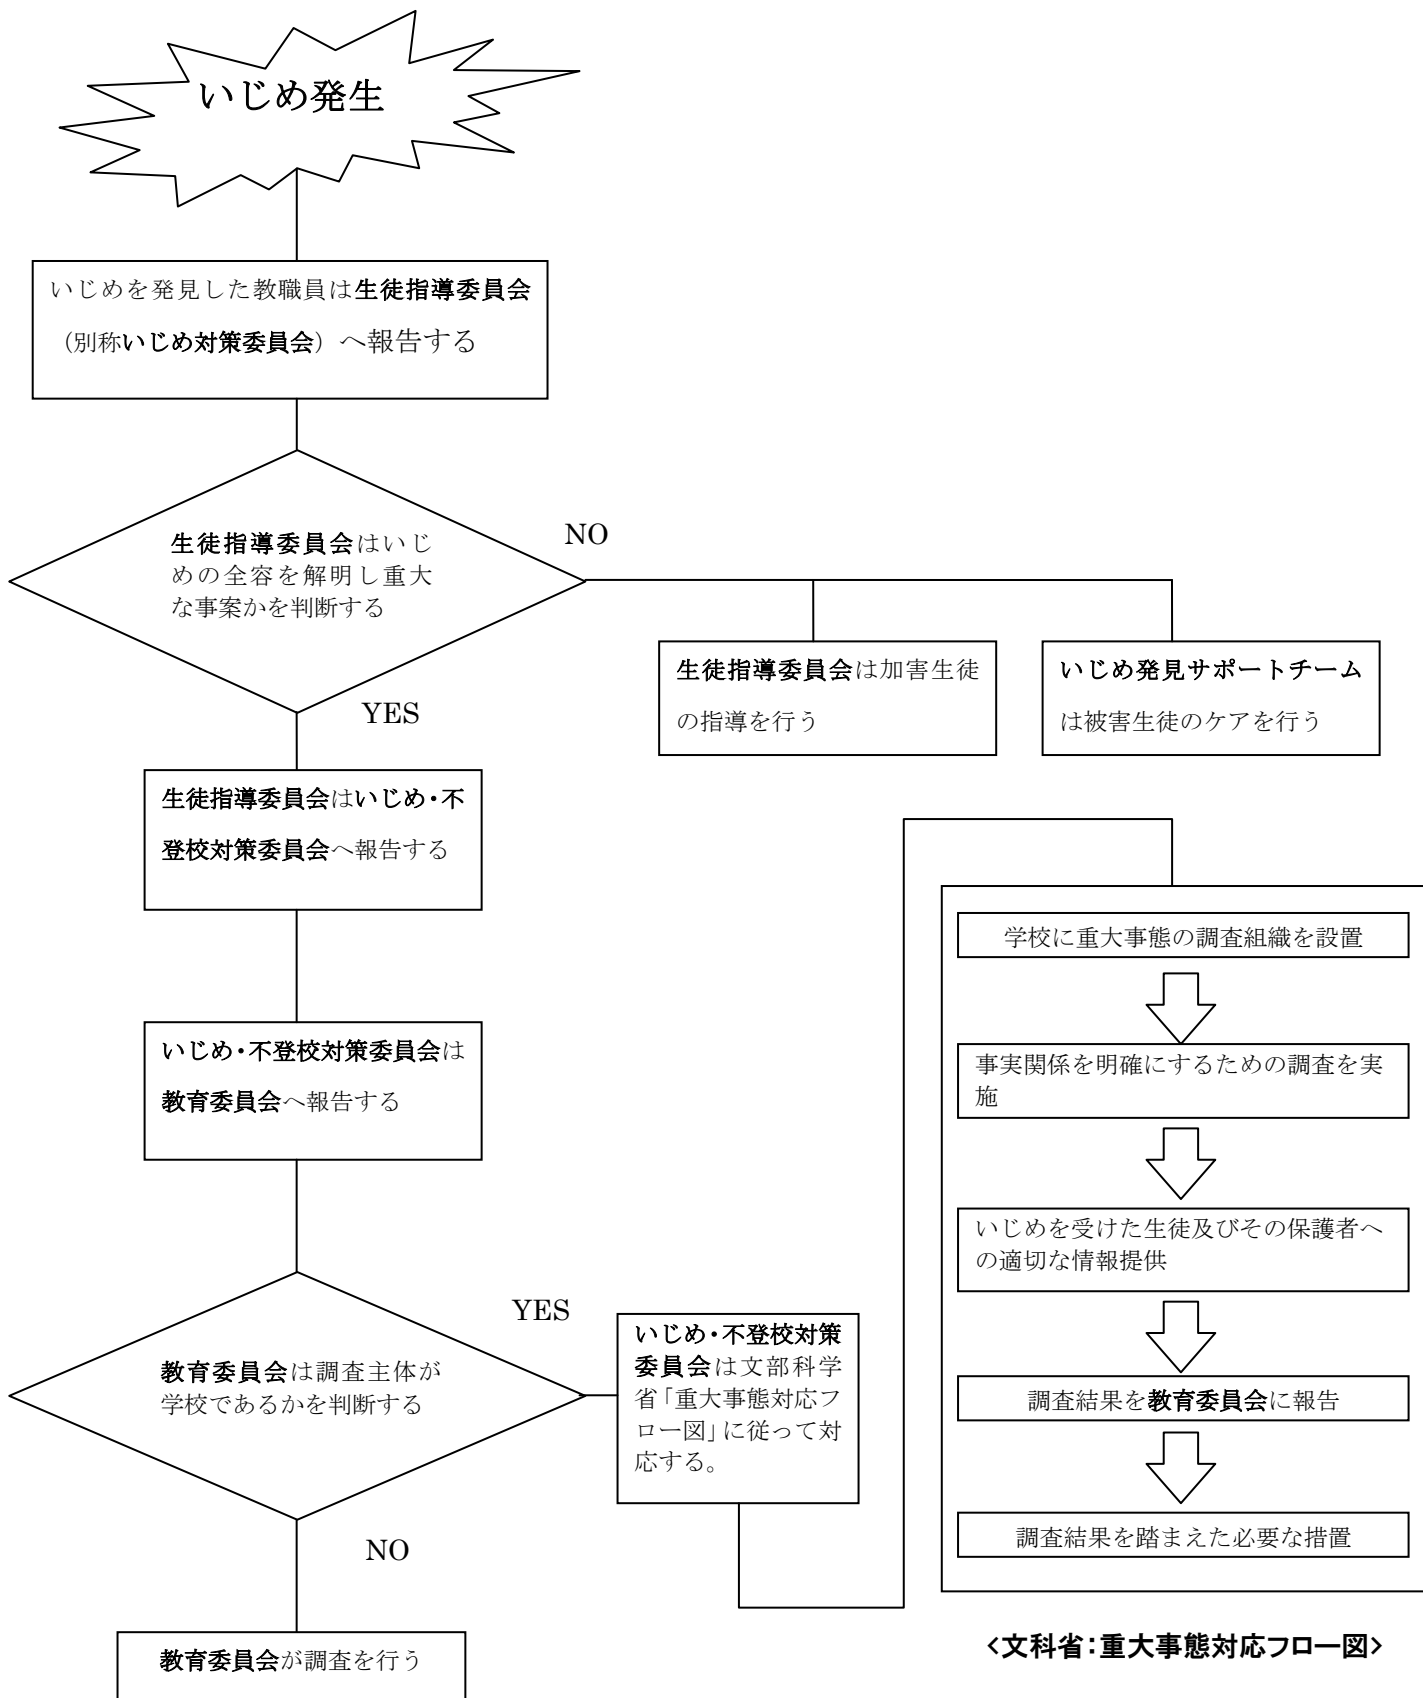 いじめ発生
いじめを発見した教職員は生徒指導委員会
（別称いじめ対策委員会）へ報告する
生徒指導委員会はいじ
めの全容を解明し重大
な事案かを判断する
NO
生徒指導委員会は加害生徒
の指導を行う
いじめ発見サポートチーム
は被害生徒のケアを行う
YES
生徒指導委員会はいじめ・不
登校対策委員会へ報告する
いじめ・不登校対策委員会は
教育委員会へ報告する
教育委員会は調査主体が
学校であるかを判断する
YES
いじめ・不登校対策
委員会は文部科学
省「重大事態対応フ
ロー図」に従って対
応する。
NO
教育委員会が調査を行う
学校に重大事態の調査組織を設置
事実関係を明確にするための調査を実
施
いじめを受けた生徒及びその保護者へ
の適切な情報提供
調査結果を教育委員会に報告
調査結果を踏まえた必要な措置
<文科省：重大事態対応フロー図>